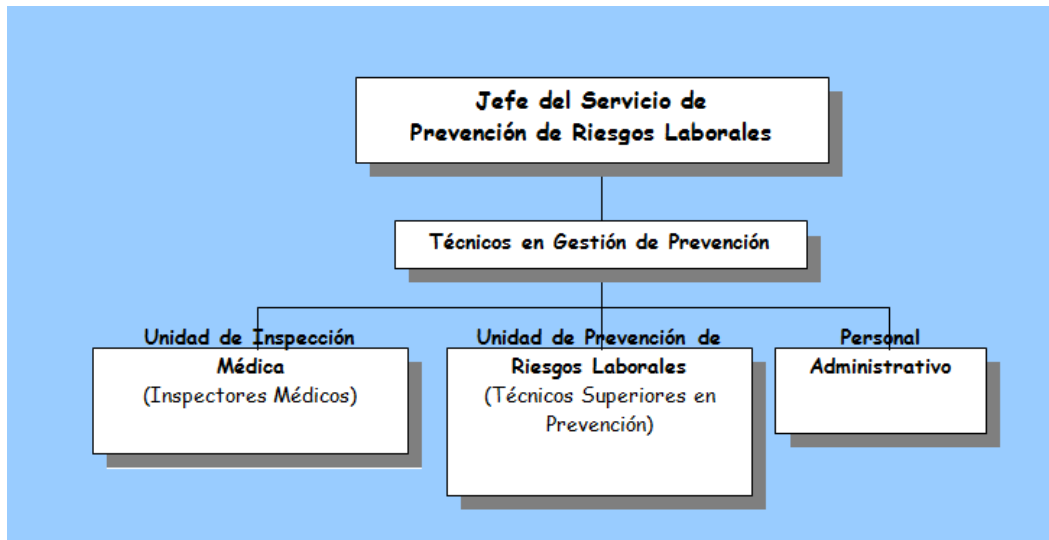 Jefe del Servicio de
Prevención de Riesgos Laborales
Técnicos en Gestión de Prevención
Unidad de Inspección
Médica
(Inspectores Médicos)
Unidad de Prevención de
Riesgos Laborales
(Técnicos Superiores en
Prevención)
Personal
Administrativo